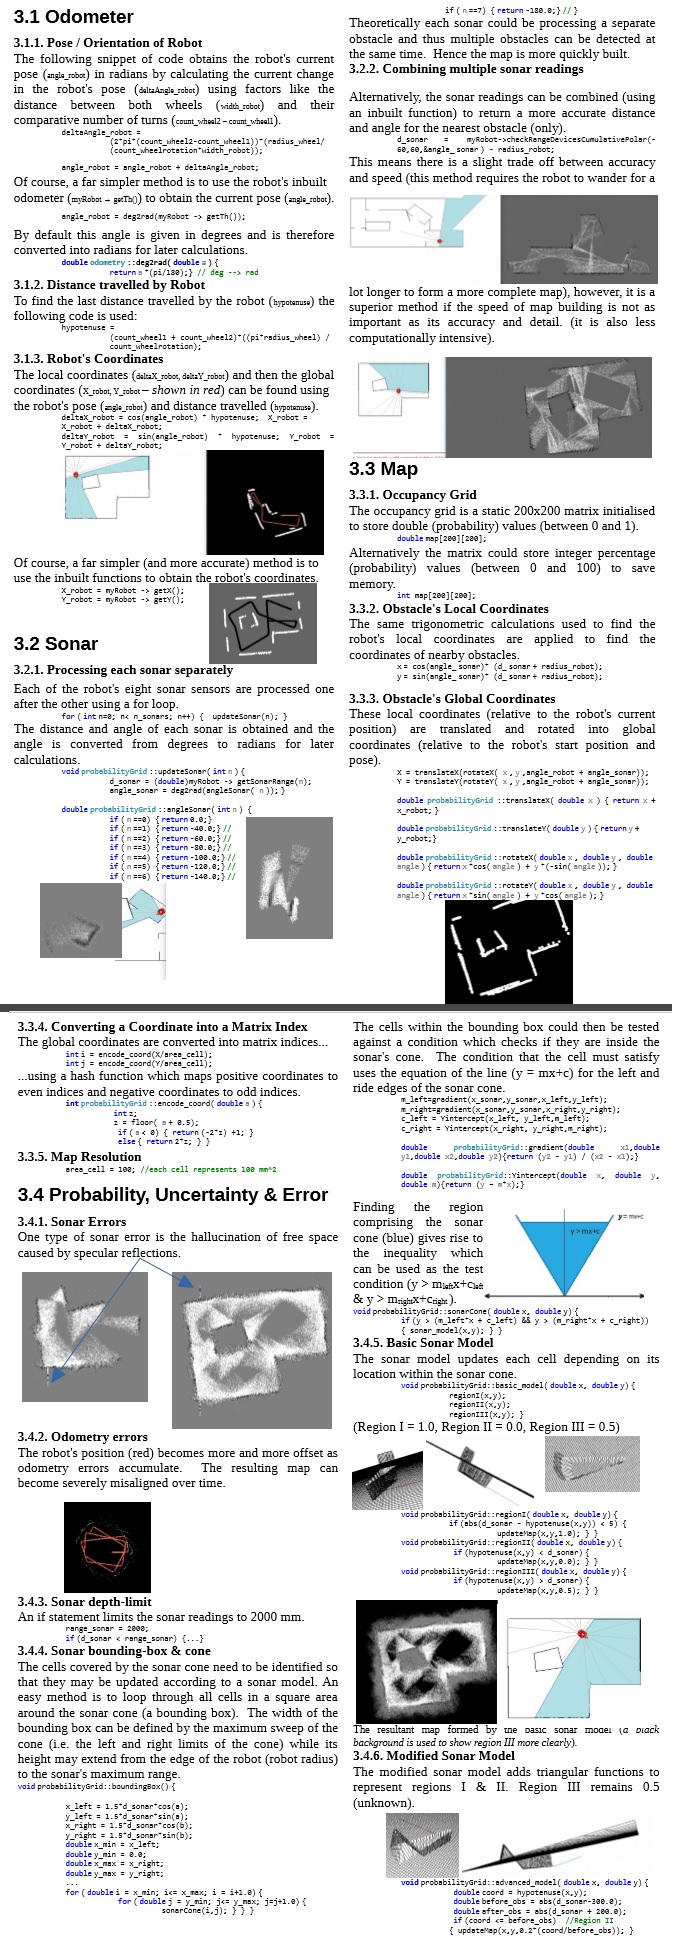 3.1 Odometer
3.1.1. Pose / Orientation of Robot
The following snippet of code obtains the robot's current
pose (angle_robot) in radians by calculating the current change
in the robot's pose (deltaAngle_robot) using factors like the
distance between both wheels (width_robot) and their
comparative number of turns (count_wheel2 – count_wheel1).
deltaAngle_robot =
(2*pi*(count_wheel2-count_wheel1))*(radius_wheel/
(count_wheelrotation*width_robot));
angle_robot = angle_robot + deltaAngle_robot;
Of course, a far simpler method is to use the robot's inbuilt
odometer (myRobot → getTh()) to obtain the current pose (angle_robot).
angle_robot = deg2rad(myRobot -> getTh());
By default this angle is given in degrees and is therefore
converted into radians for later calculations.
double odometry::deg2rad( double a ) {
return a *(pi/180);} // deg --> rad
3.1.2. Distance travelled by Robot
To find the last distance travelled by the robot (hypotenuse) the
following code is used:
hypotenuse =
(count_wheel1 + count_wheel2)*((pi*radius_wheel) /
count_wheelrotation);
3.1.3. Robot's Coordinates
The local coordinates (deltaX_robot, deltaY_robot) and then the global
coordinates (X_robot, Y_robot – shown in red) can be found using
the robot's pose (angle_robot) and distance travelled (hypotenuse).
deltaX_robot = cos(angle_robot) * hypotenuse; X_robot =
X_robot + deltaX_robot;
deltaY_robot = sin(angle_robot) * hypotenuse; Y_robot =
Y_robot + deltaY_robot;
Of course, a far simpler (and more accurate) method is to
use the inbuilt functions to obtain the robot's coordinates.
X_robot = myRobot -> getX();
Y_robot = myRobot -> getY();
3.2 Sonar
3.2.1. Processing each sonar separately
Each of the robot's eight sonar sensors are processed one
after the other using a for loop.
for ( int n=0; n< n_sonars; n++) { updateSonar(n); }
The distance and angle of each sonar is obtained and the
angle is converted from degrees to radians for later
calculations.
void probabilityGrid ::updateSonar( int n ) {
d_sonar = (double)myRobot -> getSonarRange(n);
angle_sonar = deg2rad(angleSonar( n )); }
double probabilityGrid ::angleSonar( int n ) {
if ( n ==0) { return 0.0;}
if ( n ==1) { return -40.0;} //
if ( n ==2) { return -60.0;} //
if ( n ==3) { return -80.0;} //
if ( n ==4) { return -100.0;} //
if ( n ==5) { return -120.0;} //
if ( n ==6) { return -140.0;} //
if ( n ==7) { return -180.0;} // }
Theoretically each sonar could be processing a separate
obstacle and thus multiple obstacles can be detected at
the same time. Hence the map is more quickly built.
3.2.2. Combining multiple sonar readings
Alternatively, the sonar readings can be combined (using
an inbuilt function) to return a more accurate distance
and angle for the nearest obstacle (only).
d_sonar = myRobot->checkRangeDevicesCumulativePolar(-
60,60,&angle_ sonar ) - radius_robot;
This means there is a slight trade off between accuracy
and speed (this method requires the robot to wander for a
lot longer to form a more complete map), however, it is a
superior method if the speed of map building is not as
important as its accuracy and detail. (it is also less
computationally intensive).
3.3 Map
3.3.1. Occupancy Grid
The occupancy grid is a static 200x200 matrix initialised
to store double (probability) values (between 0 and 1).
double map[200][200];
Alternatively the matrix could store integer percentage
(probability) values (between 0 and 100) to save
memory.
int map[200][200];
3.3.2. Obstacle's Local Coordinates
The same trigonometric calculations used to find the
robot's local coordinates are applied to find the
coordinates of nearby obstacles.
x = cos(angle_ sonar)* (d_ sonar + radius_robot);
y = sin(angle_ sonar)* (d_ sonar + radius_robot);
3.3.3. Obstacle's Global Coordinates
These local coordinates (relative to the robot's current
position) are translated and rotated into global
coordinates (relative to the robot's start position and
pose).
X = translateX(rotateX( x , y ,angle_robot + angle_sonar));
Y = translateY(rotateY( x , y ,angle_robot + angle_sonar));
double probabilityGrid ::translateX( double x ) { return x +
x_robot; }
double probabilityGrid ::translateY( double y ) { return y +
y_robot;}
double probabilityGrid ::rotateX( double x , double y , double
angle ) { return x *cos( angle ) + y *(-sin( angle )); }
double probabilityGrid ::rotateY( double x , double y , double
angle ) { return x *sin( angle ) + y *cos( angle ); }
3.3.4. Converting a Coordinate into a Matrix Index
The global coordinates are converted into matrix indices...
int i = encode_coord(X/area_cell);
int j = encode_coord(Y/area_cell);
...using a hash function which maps positive coordinates to
even indices and negative coordinates to odd indices.
int probabilityGrid ::encode_coord( double a ) {
int z;
z = floor( a + 0.5);
if ( a < 0) { return (-2*z) +1; }
else { return 2*z; } }
3.3.5. Map Resolution
area_cell = 100; //each cell represents 100 mm^2
3.4 Probability, Uncertainty & Error
3.4.1. Sonar Errors
One type of sonar error is the hallucination of free space
caused by specular reflections.
3.4.2. Odometry errors
The robot's position (red) becomes more and more offset as
odometry errors accumulate. The resulting map can
become severely misaligned over time.
3.4.3. Sonar depth-limit
An if statement limits the sonar readings to 2000 mm.
range_sonar = 2000;
if (d_sonar < range_sonar) {...}
3.4.4. Sonar bounding-box & cone
The cells covered by the sonar cone need to be identified so
that they may be updated according to a sonar model. An
easy method is to loop through all cells in a square area
around the sonar cone (a bounding box). The width of the
bounding box can be defined by the maximum sweep of the
cone (i.e. the left and right limits of the cone) while its
height may extend from the edge of the robot (robot radius)
to the sonar's maximum range.
void probabilityGrid::boundingBox() {
x_left = 1.5*d_sonar*cos(a);
y_left = 1.5*d_sonar*sin(a);
x_right = 1.5*d_sonar*cos(b);
y_right = 1.5*d_sonar*sin(b);
double x_min = x_left;
double y_min = 0.0;
double x_max = x_right;
double y_max = y_right;
...
for ( double i = x_min; i<= x_max; i = i+1.0) {
for ( double j = y_min; j<= y_max; j=j+1.0) {
sonarCone(i,j); } } }
The cells within the bounding box could then be tested
against a condition which checks if they are inside the
sonar's cone. The condition that the cell must satisfy
uses the equation of the line (y = mx+c) for the left and
ride edges of the sonar cone.
m_left=gradient(x_sonar,y_sonar,x_left,y_left);
m_right=gradient(x_sonar,y_sonar,x_right,y_right);
c_left = Yintercept(x_left, y_left,m_left);
c_right = Yintercept(x_right, y_right,m_right);
double probabilityGrid::gradient(double x1,double
y1,double x2,double y2){return (y2 - y1) / (x2 - x1);}
double probabilityGrid::Yintercept(double x, double y,
double m){return (y - m*x);}
Finding the region
comprising the sonar
cone (blue) gives rise to
the inequality which
can be used as the test
condition (y > mleftx+cleft
& y > mrightx+cright ).
y = mx+c
y > mx+c
void probabilityGrid::sonarCone( double x, double y) {
if (y > (m_left*x + c_left) && y > (m_right*x + c_right))
{ sonar_model(x,y); } }
3.4.5. Basic Sonar Model
The sonar model updates each cell depending on its
location within the sonar cone.
void probabilityGrid::basic_model( double x, double y) {
regionI(x,y);
regionII(x,y);
regionIII(x,y); }
(Region I = 1.0, Region II = 0.0, Region III = 0.5)
void probabilityGrid::regionI( double x, double y) {
if (abs(d_sonar - hypotenuse(x,y)) < 5) {
updateMap(x,y,1.0); } }
void probabilityGrid::regionII( double x, double y) {
if (hypotenuse(x,y) < d_sonar) {
updateMap(x,y,0.0); } }
void probabilityGrid::regionIII( double x, double y) {
if (hypotenuse(x,y) > d_sonar) {
updateMap(x,y,0.5); } }
The resultant map formed by the basic sonar model (a black
background is used to show region III more clearly).
3.4.6. Modified Sonar Model
The modified sonar model adds triangular functions to
represent regions I & II. Region III remains 0.5
(unknown).
void probabilityGrid::advanced_model( double x, double y) {
double coord = hypotenuse(x,y);
double before_obs = abs(d_sonar-300.0);
double after_obs = abs(d_sonar + 200.0);
if (coord <= before_obs) //Region II
{ updateMap(x,y,0.2*(coord/before_obs)); }